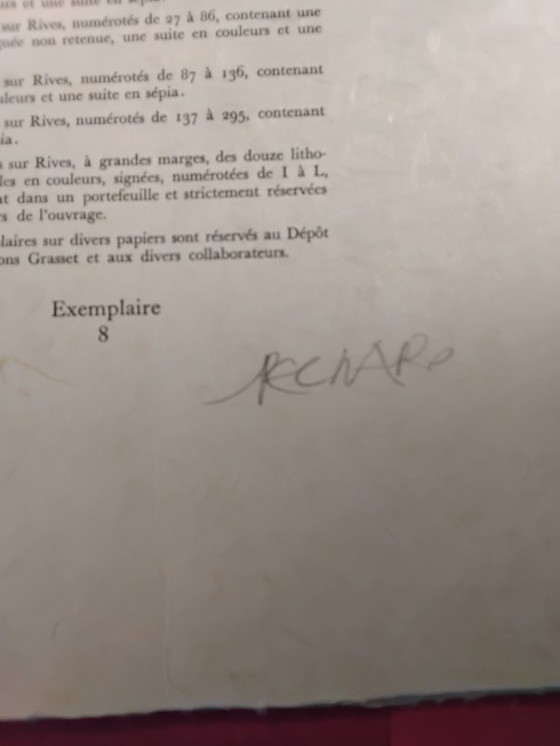 sur Rives, numérotés de 27 à 86, contenant une
non retenue, une suite en couleurs et une
sur Rives, numérotés de 87 à 136, contenant
et une suite en sépia.
sur Rives, numérotés de 137 à 295, contenant
ia.
sur Rives, à grandes marges, des douze litho-
les en couleurs, signées, numérotées de I à L,
dans un portefeuille et strictement réservées
s de l'ouvrage.
laires sur divers papiers sont réservés au Dépôt
ons Grasset et aux divers collaborateurs.
Exemplaire
8